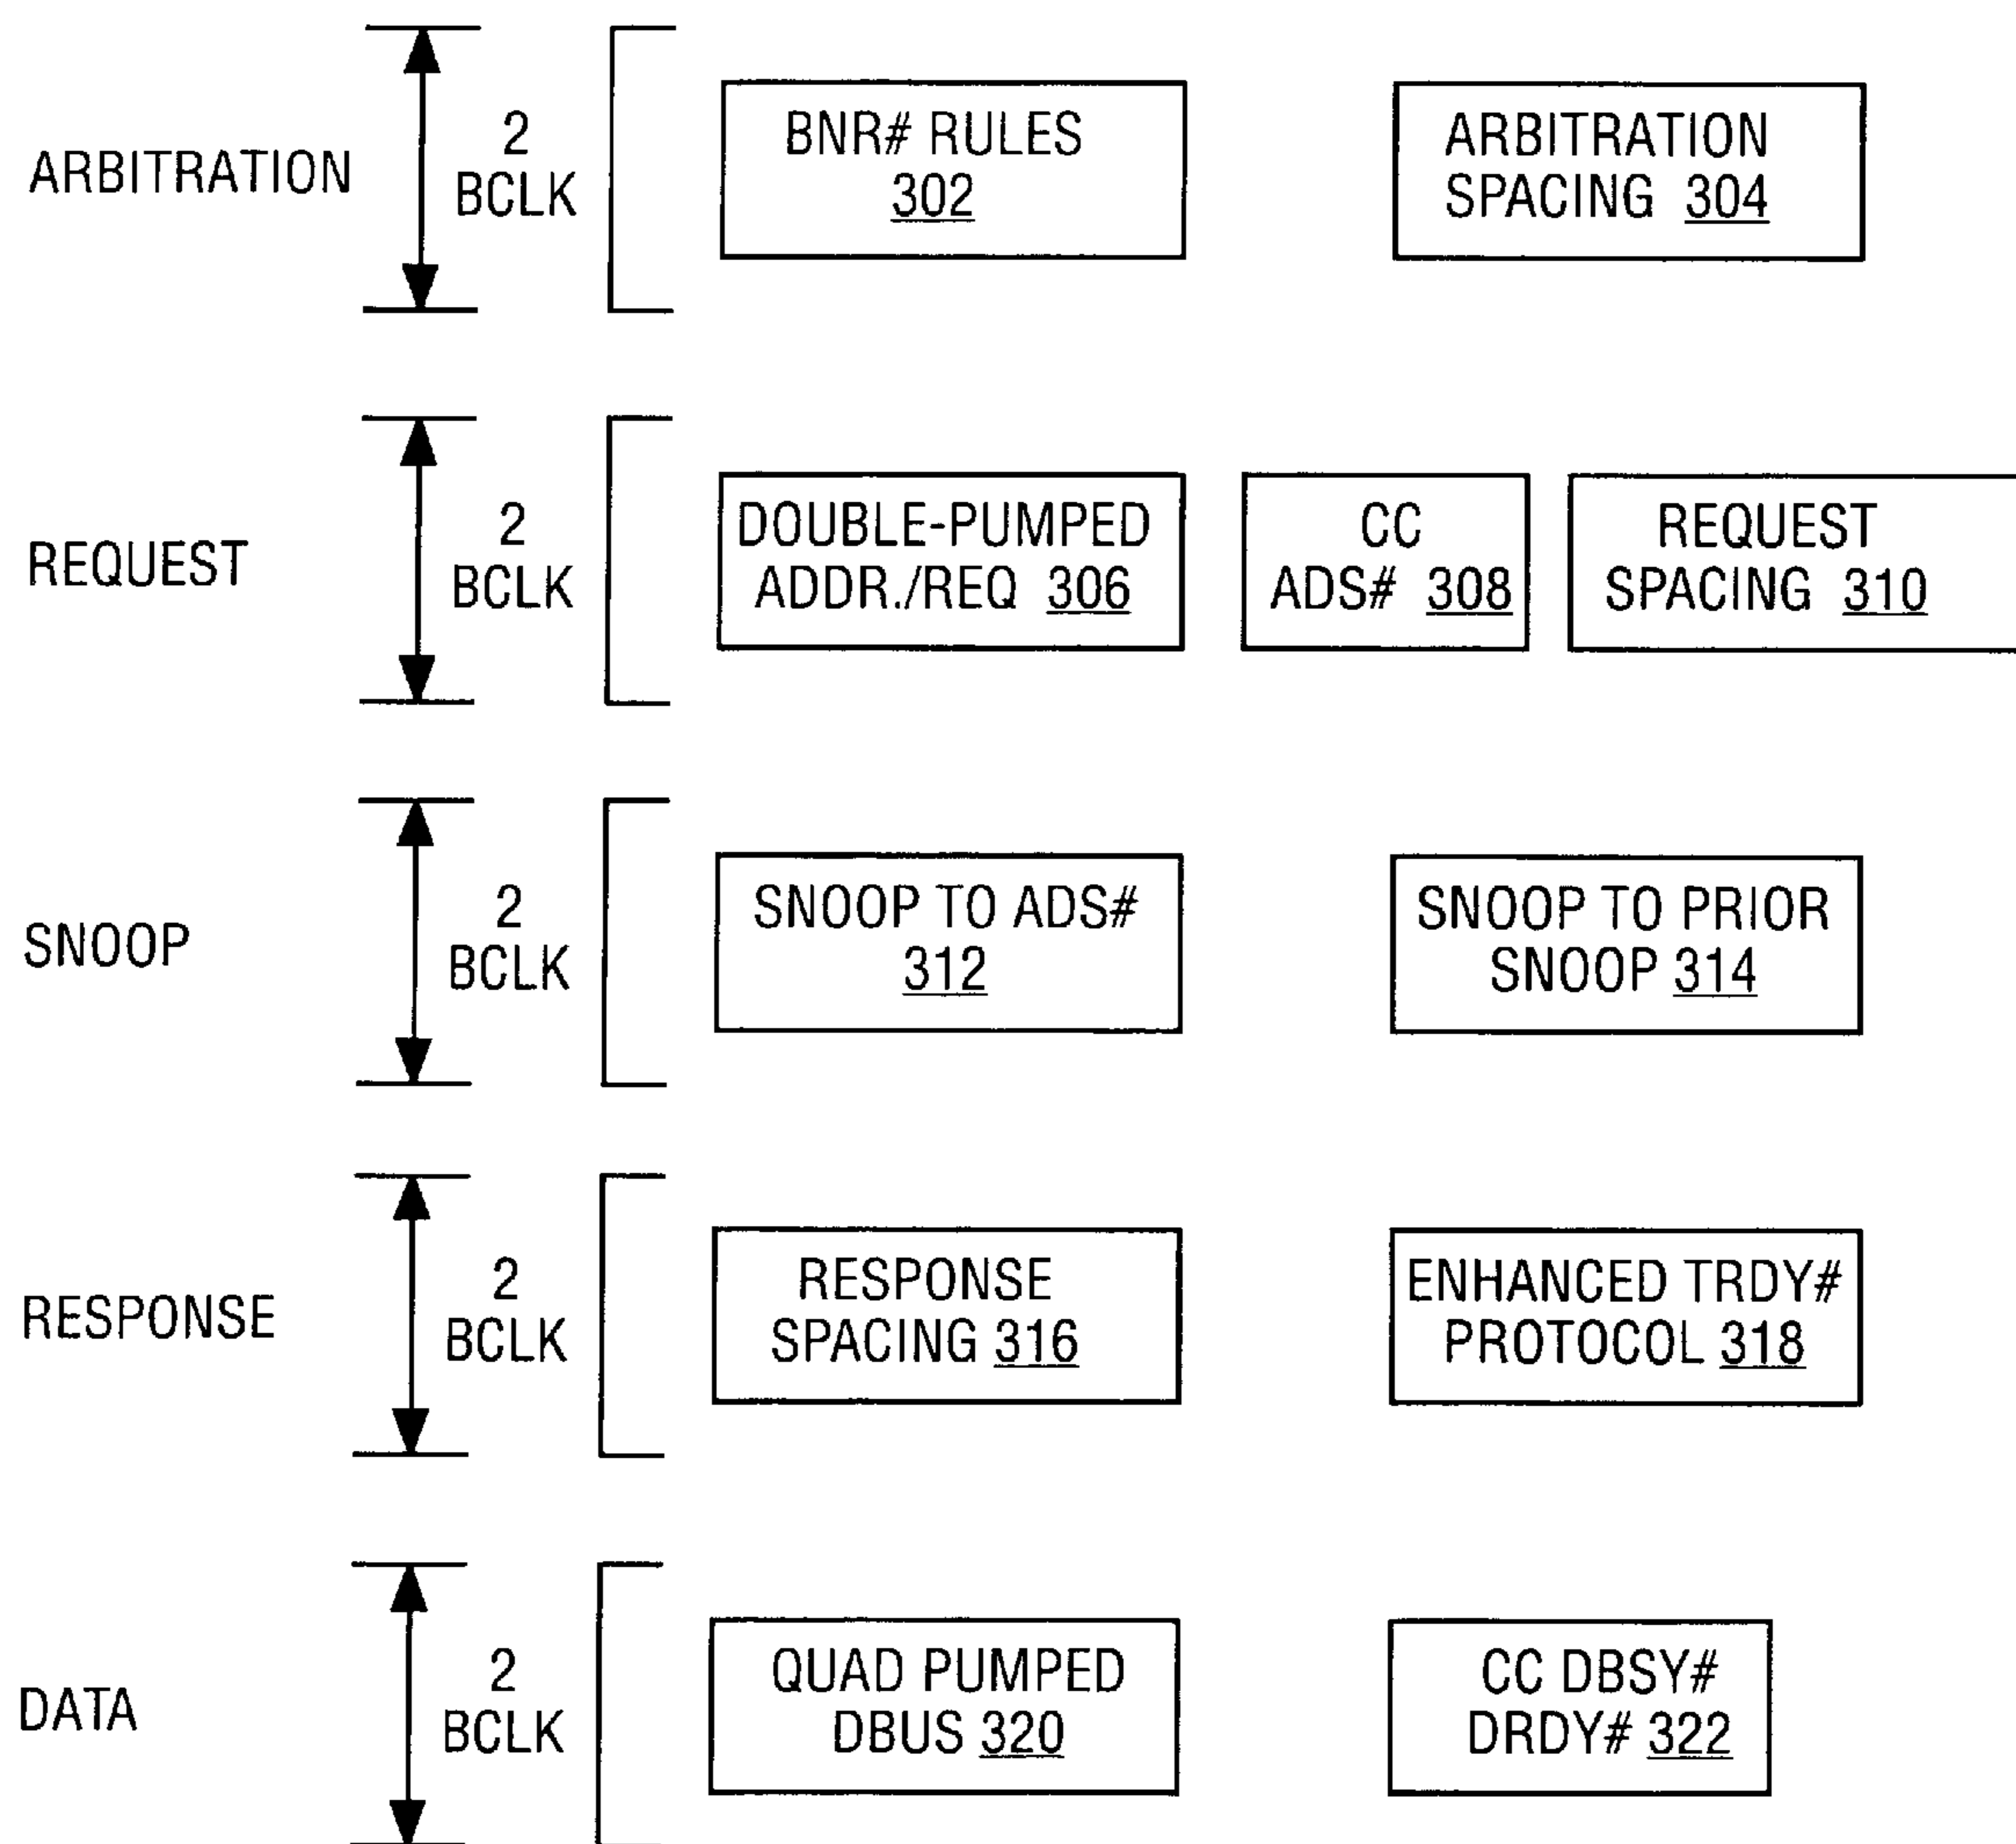 ARBITRATION
2
BCLK
BNR# RULES
302
ARBITRATION
SPACING 304
REQUEST
2
BCLK
DOUBLE-PUMPED
ADDR./REQ 306
CC
ADS# 308
REQUEST
SPACING 310
SNOOP
2
BCLK
SNOOP TO ADS#
312
SNOOP TO PRIOR
SNOOP 314
RESPONSE
2
BCLK
RESPONSE
SPACING 316
ENHANCED TRDY#
PROTOCOL 318
DATA
2
BCLK
QUAD PUMPED
DBUS 320
CC DBSY#
DRDY# 322